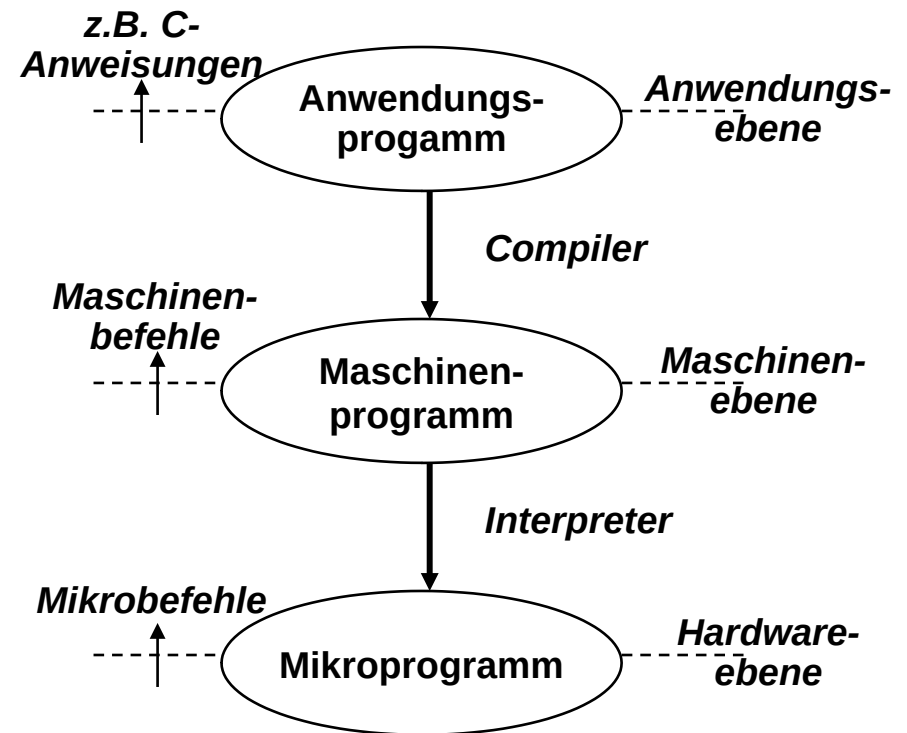 z.B. C-
Anweisungen
Anwendungs-
progamm
Anwendungs-
ebene
Compiler
Maschinen-
befehle
Maschinen-
programm
Maschinen-
ebene
Interpreter
Mikrobefehle
Mikroprogramm
Hardware-
ebene